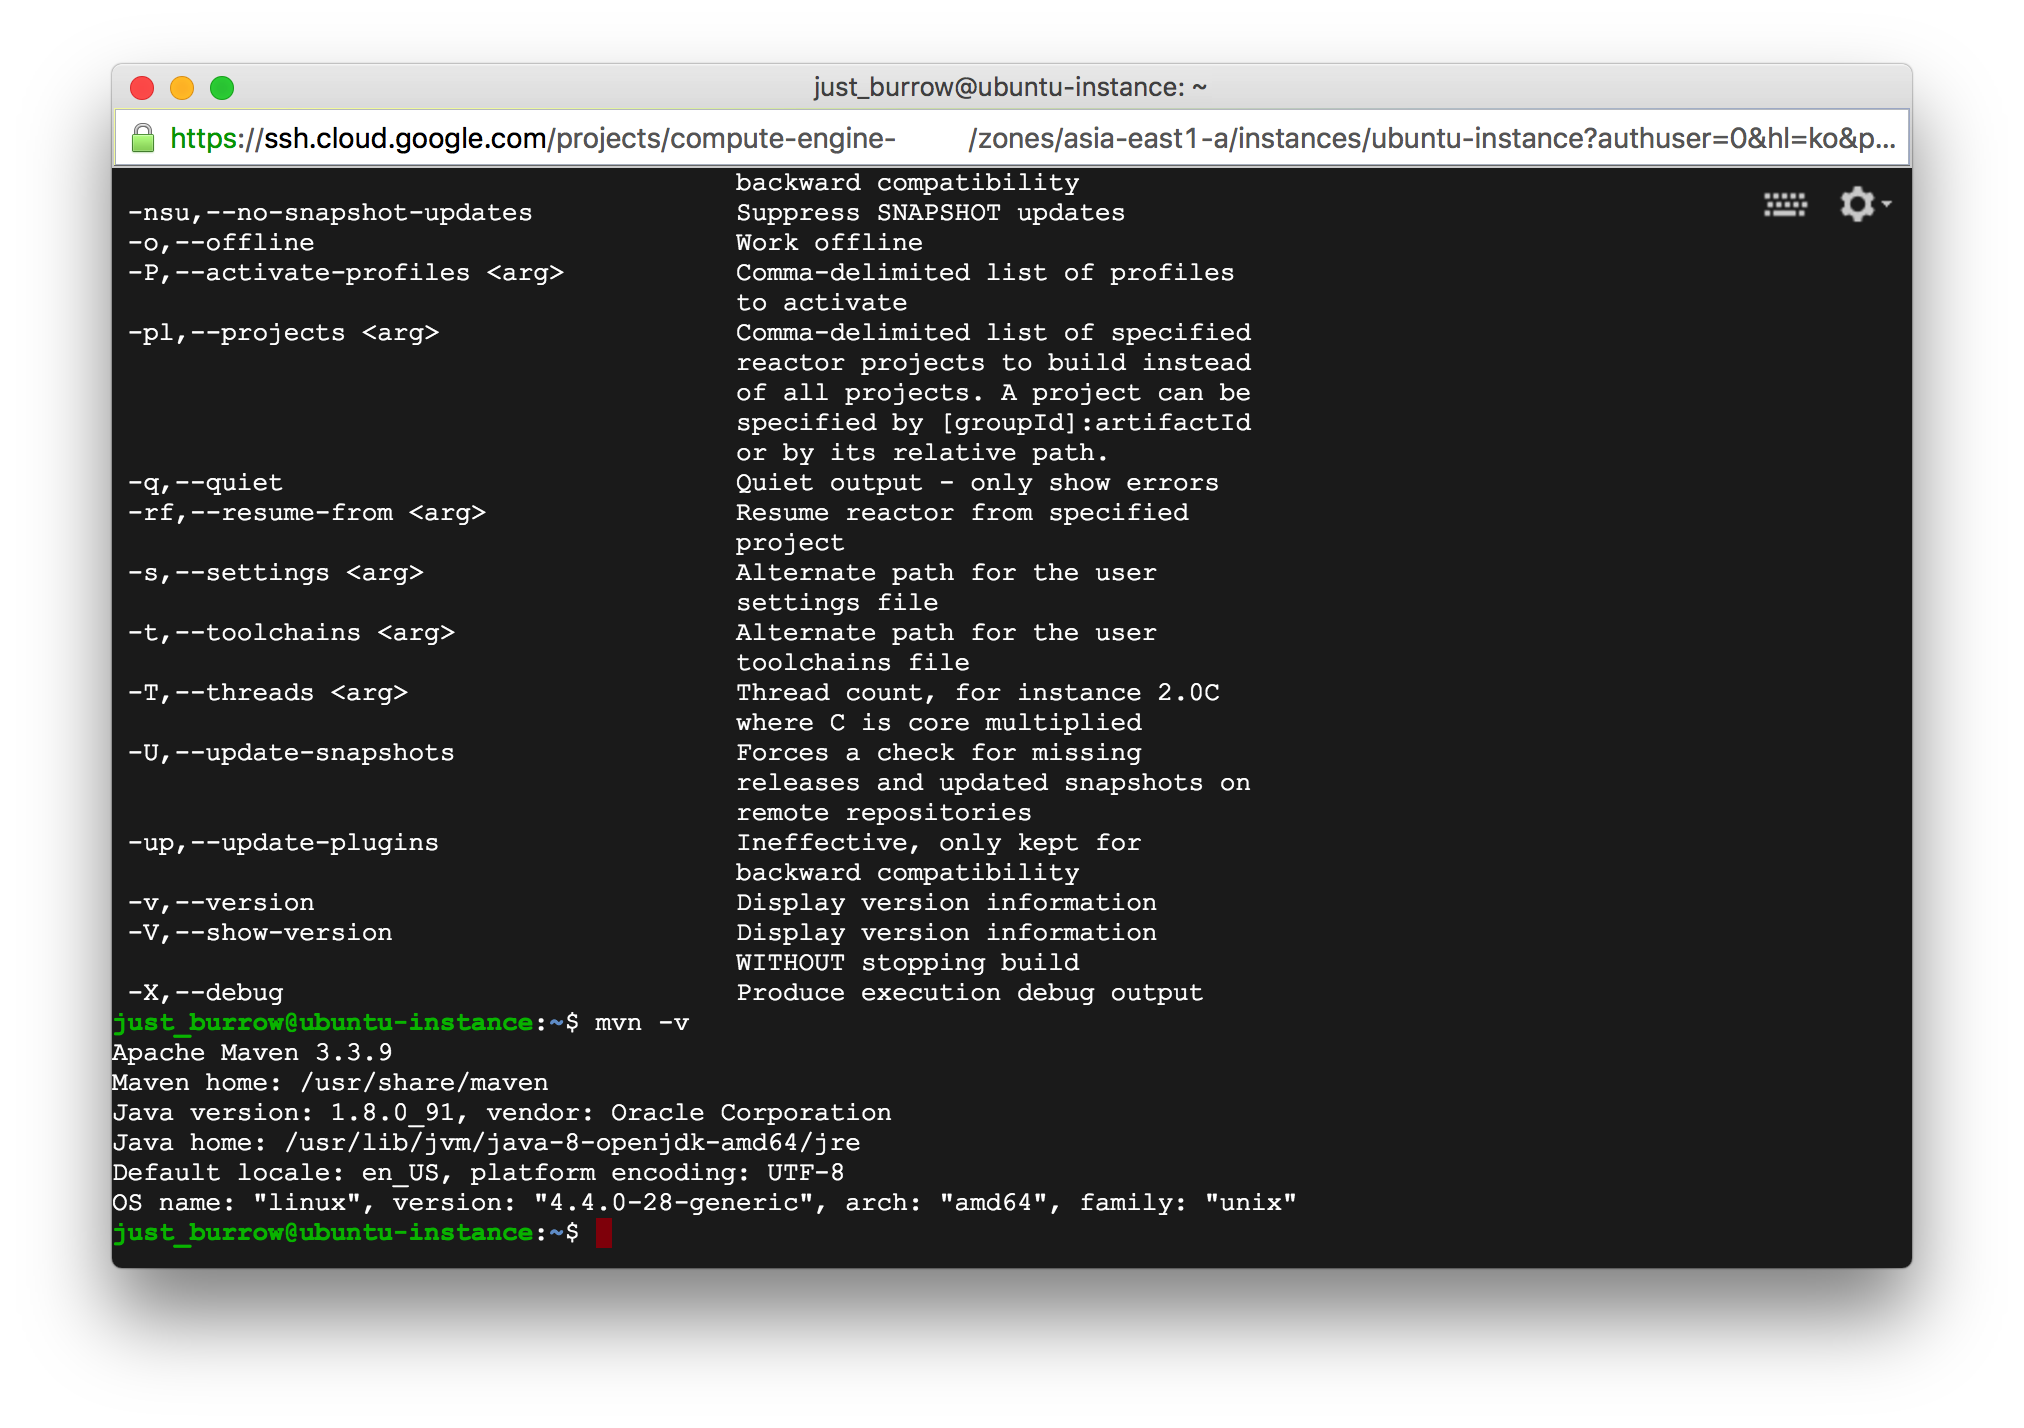 just_burrow@ubuntu-instance: ~
https://ssh.cloud.google.com/projects/compute-engine- /zones/asia-east1-a/instances/ubuntu-instance?authuser=0&hl=ko&p...
backward compatibility
-nsu,--no-snapshot-updates Suppress SNAPSHOT updates
-o,--offline Work offline
-P,--activate-profiles <arg> Comma-delimited list of profiles
to activate
-pl,--projects <arg> Comma-delimited list of specified
reactor projects to build instead
of all projects. A project can be
specified by [groupId]:artifactId
or by its relative path.
-q,--quiet Quiet output - only show errors
-rf,--resume-from <arg> Resume reactor from specified
project
-s,--settings <arg> Alternate path for the user
settings file
-t,--toolchains <arg> Alternate path for the user
toolchains file
-T,--threads <arg> Thread count, for instance 2.0C
where C is core multiplied
-U,--update-snapshots Forces a check for missing
releases and updated snapshots on
remote repositories
-up,--update-plugins Ineffective, only kept for
backward compatibility
-v,--version Display version information
-V,--show-version Display version information
WITHOUT stopping build
-X,--debug Produce execution debug output
just_burrow@ubuntu-instance:~$ mvn -v
Apache Maven 3.3.9
Maven home: /usr/share/maven
Java version: 1.8.0_91, vendor: Oracle Corporation
Java home: /usr/lib/jvm/java-8-openjdk-amd64/jre
Default locale: en_US, platform encoding: UTF-8
OS name: "linux", version: "4.4.0-28-generic", arch: "amd64", family: "unix"
just_burrow@ubuntu-instance:~$